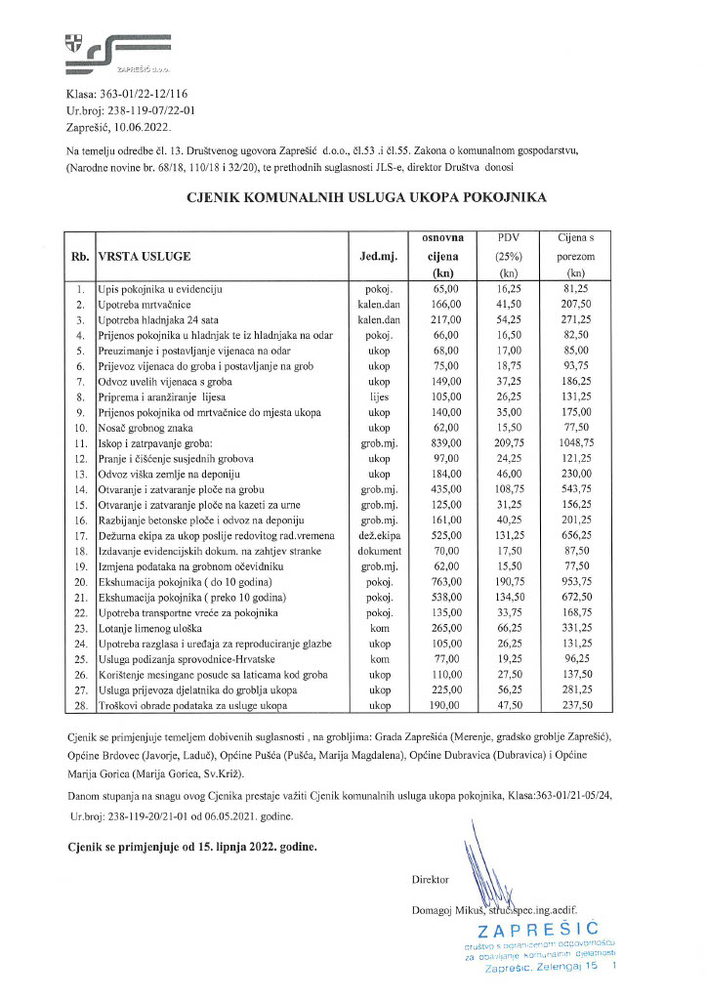 ZAPREŠIĆ d.o.o.
Klasa: 363-01/22-12/116
Ur.broj: 238-119-07/22-01
Zaprešić, 10.06.2022.
Na temelju odredbe čl. 13. Društvenog ugovora Zaprešić d.o.o., čl.53 .i čl.55. Zakona o komunalnom gospodarstvu,
(Narodne novine br. 68/18, 110/18 i 32/20), te prethodnih suglasnosti JLS-e, direktor Društva donosi
CJENIK KOMUNALNIH USLUGA UKOPA POKOJNIKA
Rb. VRSTA USLUGE Jed.mj. osnovna cijena (kn) PDV (25%) (kn) Cijena s porezom (kn)
1. Upis pokojnika u evidenciju pokoj. 65,00 16,25 81,25
2. Upotreba mrtvačnice kalen.dan 166,00 41,50 207,50
3. Upotreba hladnjaka 24 sata kalen.dan 217,00 54,25 271,25
4. Prijenos pokojnika u hladnjak te iz hladnjaka na odar pokoj. 66,00 16,50 82,50
5. Preuzimanje i postavljanje vijenaca na odar ukop 68,00 17,00 85,00
6. Prijevoz vijenaca do groba i postavljanje na grob ukop 75,00 18,75 93,75
7. Odvoz uvelih vijenaca s groba ukop 149,00 37,25 186,25
8. Priprema i aranžiranje lijesa lijes 105,00 26,25 131,25
9. Prijenos pokojnika od mrtvačnice do mjesta ukopa ukop 140,00 35,00 175,00
10. Nosač grobnog znaka ukop 62,00 15,50 77,50
11. Iskop i zatrpavanje groba: grob.mj. 839,00 209,75 1048,75
12. Pranje i čišćenje susjednih grobova ukop 97,00 24,25 121,25
13. Odvoz viška zemlje na deponiju ukop 184,00 46,00 230,00
14. Otvaranje i zatvaranje ploče na grobu grob.mj. 435,00 108,75 543,75
15. Otvaranje i zatvaranje ploče na kazeti za urne grob.mj. 125,00 31,25 156,25
16. Razbijanje betonske ploče i odvoz na deponiju grob.mj. 161,00 40,25 201,25
17. Dežurna ekipa za ukop poslije redovitog rad.vremena dež.ekipa 525,00 131,25 656,25
18. Izdavanje evidencijskih dokum. na zahtjev stranke dokument 70,00 17,50 87,50
19. Izmjena podataka na grobnom očevidniku grob.mj. 62,00 15,50 77,50
20. Ekshumacija pokojnika ( do 10 godina) pokoj. 763,00 190,75 953,75
21. Ekshumacija pokojnika ( preko 10 godina) pokoj. 538,00 134,50 672,50
22. Upotreba transportne vreće za pokojnika pokoj. 135,00 33,75 168,75
23. Lotanje limenog uloška kom 265,00 66,25 331,25
24. Upotreba razglasa i uređaja za reproduciranje glazbe ukop 105,00 26,25 131,25
25. Usluga podizanja sprovodnice-Hrvatske kom 77,00 19,25 96,25
26. Korištenje mesingane posude sa laticama kod groba ukop 110,00 27,50 137,50
27. Usluga prijevoza djelatnika do groblja ukopa ukop 225,00 56,25 281,25
28. Troškovi obrade podataka za usluge ukopa ukop 190,00 47,50 237,50
Cjenik se primjenjuje temeljem dobivenih suglasnosti , na grobljima: Grada Zaprešića (Merenje, gradsko groblje Zaprešić),
Općine Brdovec (Javorje, Laduč), Općine Pušća (Pušća, Marija Magdalena), Općine Dubravica (Dubravica) i Općine
Marija Gorica (Marija Gorica, Sv.Križ).
Danom stupanja na snagu ovog Cjenika prestaje važiti Cjenik komunalnih usluga ukopa pokojnika, Klasa:363-01/21-05/24,
Ur.broj: 238-119-20/21-01 od 06.05.2021. godine.
Cjenik se primjenjuje od 15. lipnja 2022. godine.
Direktor
Domagoj Mikuš, struč.spec.ing.aedif.
ZAPREŠIĆ
društvo s ograničenom odgovornošću
za obavljanje komunalnih djelatnosti
Zaprešić, Zelengaj 15 1